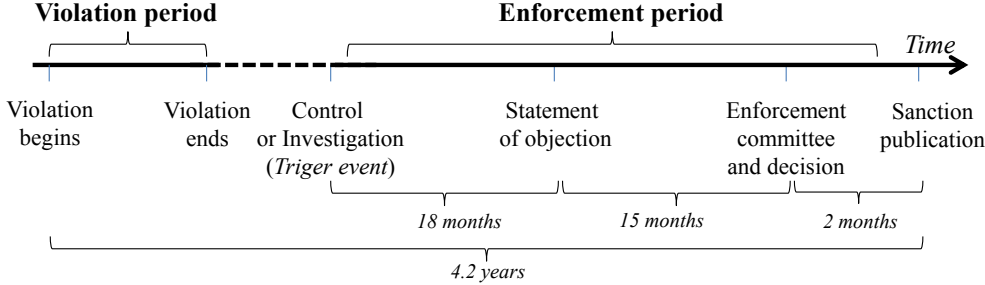 Violation period
Enforcement period
Time
Violation
begins
Violation
ends
Control
or Investigation
(Triger event)
Statement
of objection
Enforcement
committee
and decision
Sanction
publication
18 months
15 months
2 months
4.2 years